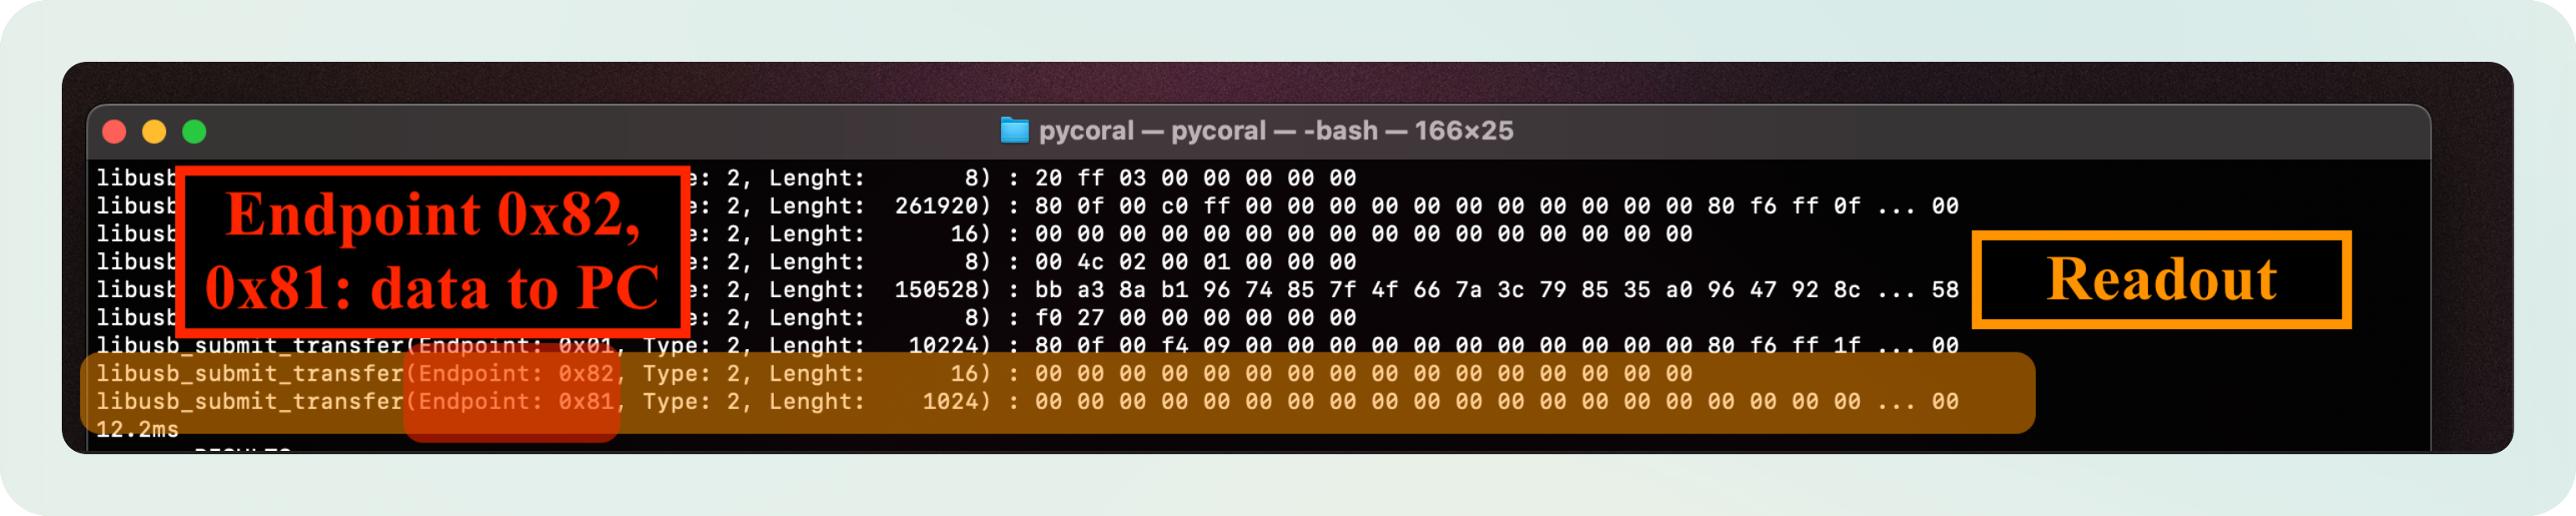 pycoral — pycoral — -bash — 166×25
libusb e: 2, Lenght: 8) : 20 ff 03 00 00 00 00 00
libusb e: 2, Lenght: 261920) : 80 0f 00 c0 ff 00 00 00 00 00 00 00 00 00 00 00 80 f6 ff 0f ... 00
libusb e: 2, Lenght: 16) : 00 00 00 00 00 00 00 00 00 00 00 00 00 00 00 00
libusb e: 2, Lenght: 8) : 00 4c 02 00 01 00 00 00
libusb e: 2, Lenght: 150528) : bb a3 8a b1 96 74 85 7f 4f 66 7a 3c 79 85 35 a0 96 47 92 8c ... 58
libusb e: 2, Lenght: 8) : f0 27 00 00 00 00 00 00
libusb_submit_transfer(Endpoint: 0x01, Type: 2, Lenght: 10224) : 80 0f 00 f4 09 00 00 00 00 00 00 00 00 00 00 00 80 f6 ff 1f ... 00
libusb_submit_transfer(Endpoint: 0x82, Type: 2, Lenght: 16) : 00 00 00 00 00 00 00 00 00 00 00 00 00 00 00 00
libusb_submit_transfer(Endpoint: 0x81, Type: 2, Lenght: 1024) : 00 00 00 00 00 00 00 00 00 00 00 00 00 00 00 00 00 00 00 00 ... 00
12.2ms
Endpoint 0x82,
0x81: data to PC
Readout